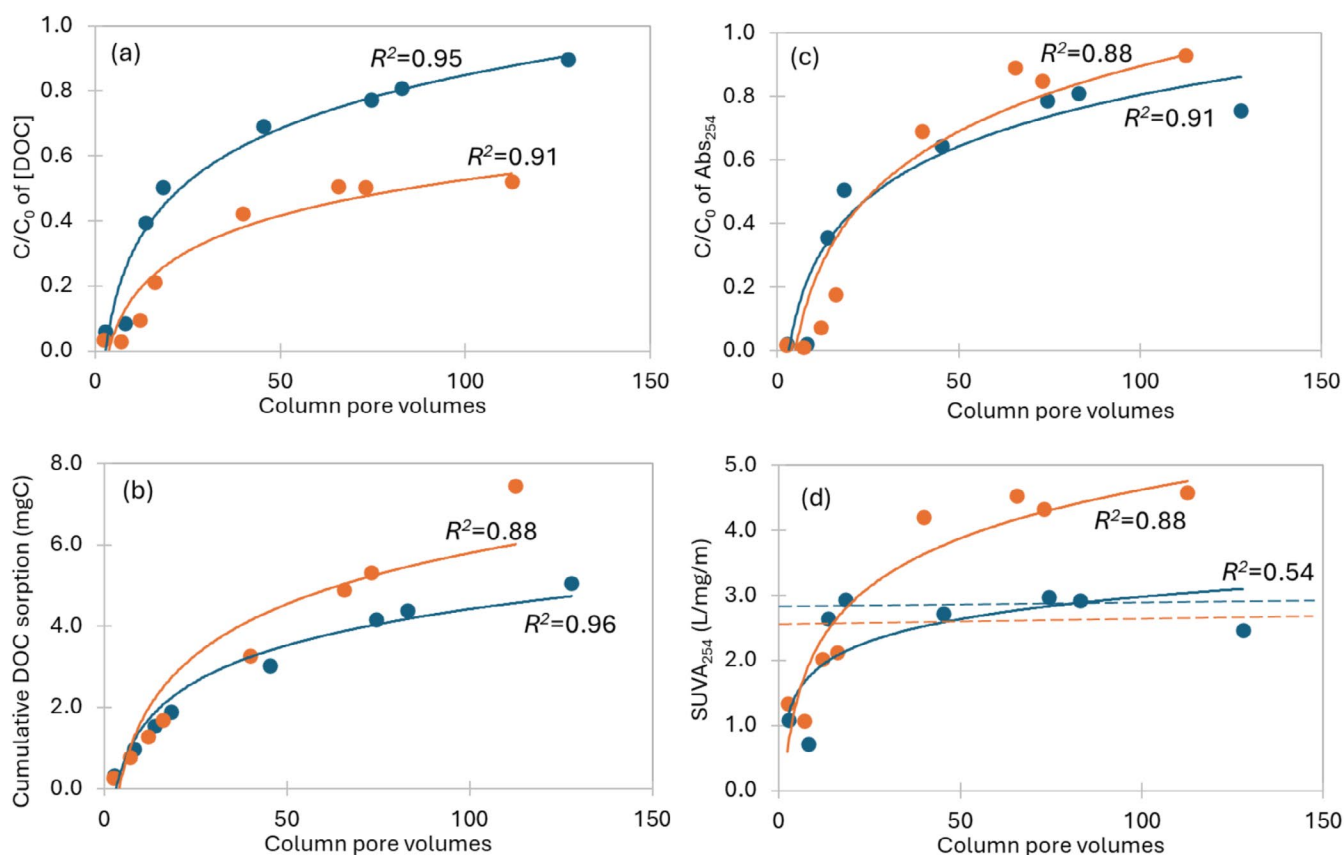 (a)
R²=0.95
R²=0.91
C/C₀ of [DOC]
1.0
0.8
0.6
0.4
0.2
0.0
0 50 100 150
Column pore volumes
(c)
R²=0.88
R²=0.91
C/C₀ of Abs₂₅₄
1.0
0.8
0.6
0.4
0.2
0.0
0 50 100 150
Column pore volumes
(b)
R²=0.88
R²=0.96
Cumulative DOC sorption (mgC)
8.0
6.0
4.0
2.0
0.0
0 50 100 150
Column pore volumes
(d)
R²=0.88
R²=0.54
SUVA₂₅₄ (L/mg/m)
5.0
4.0
3.0
2.0
1.0
0.0
0 50 100 150
Column pore volumes